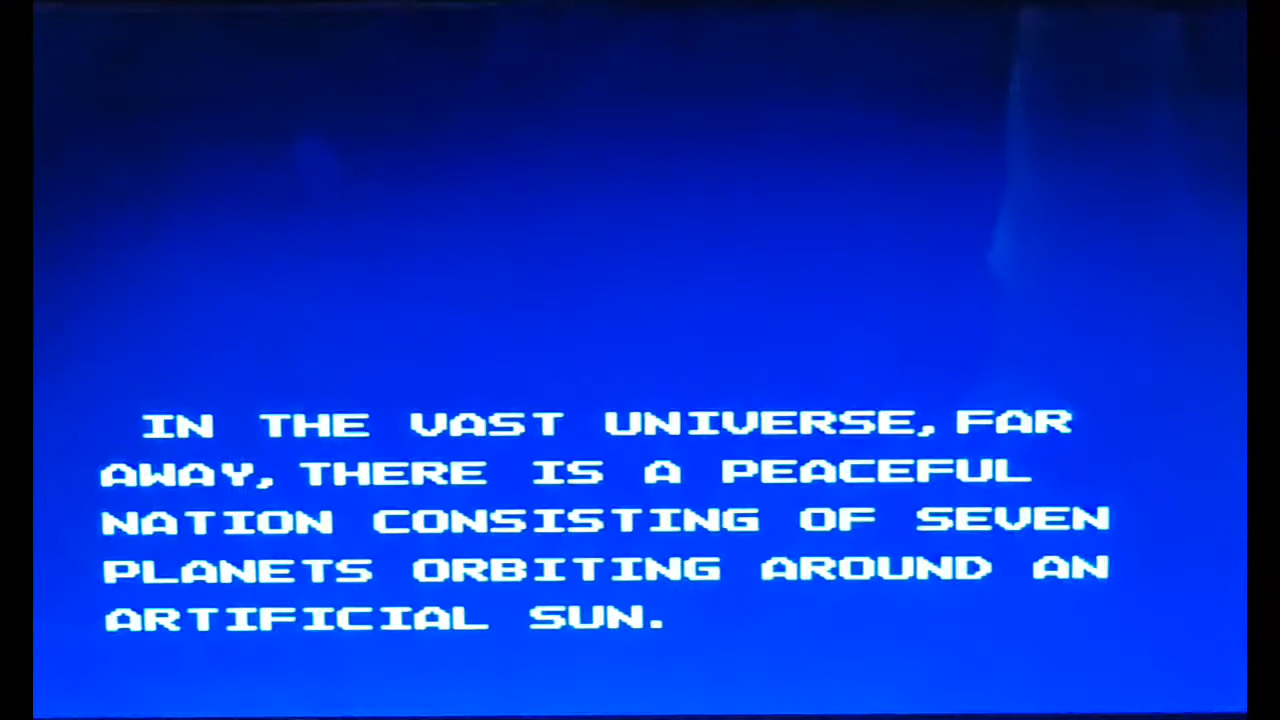 IN THE VAST UNIVERSE, FAR
AWAY, THERE IS A PEACEFUL
NATION CONSISTING OF SEVEN
PLANETS ORBITING AROUND AN
ARTIFICIAL SUN.